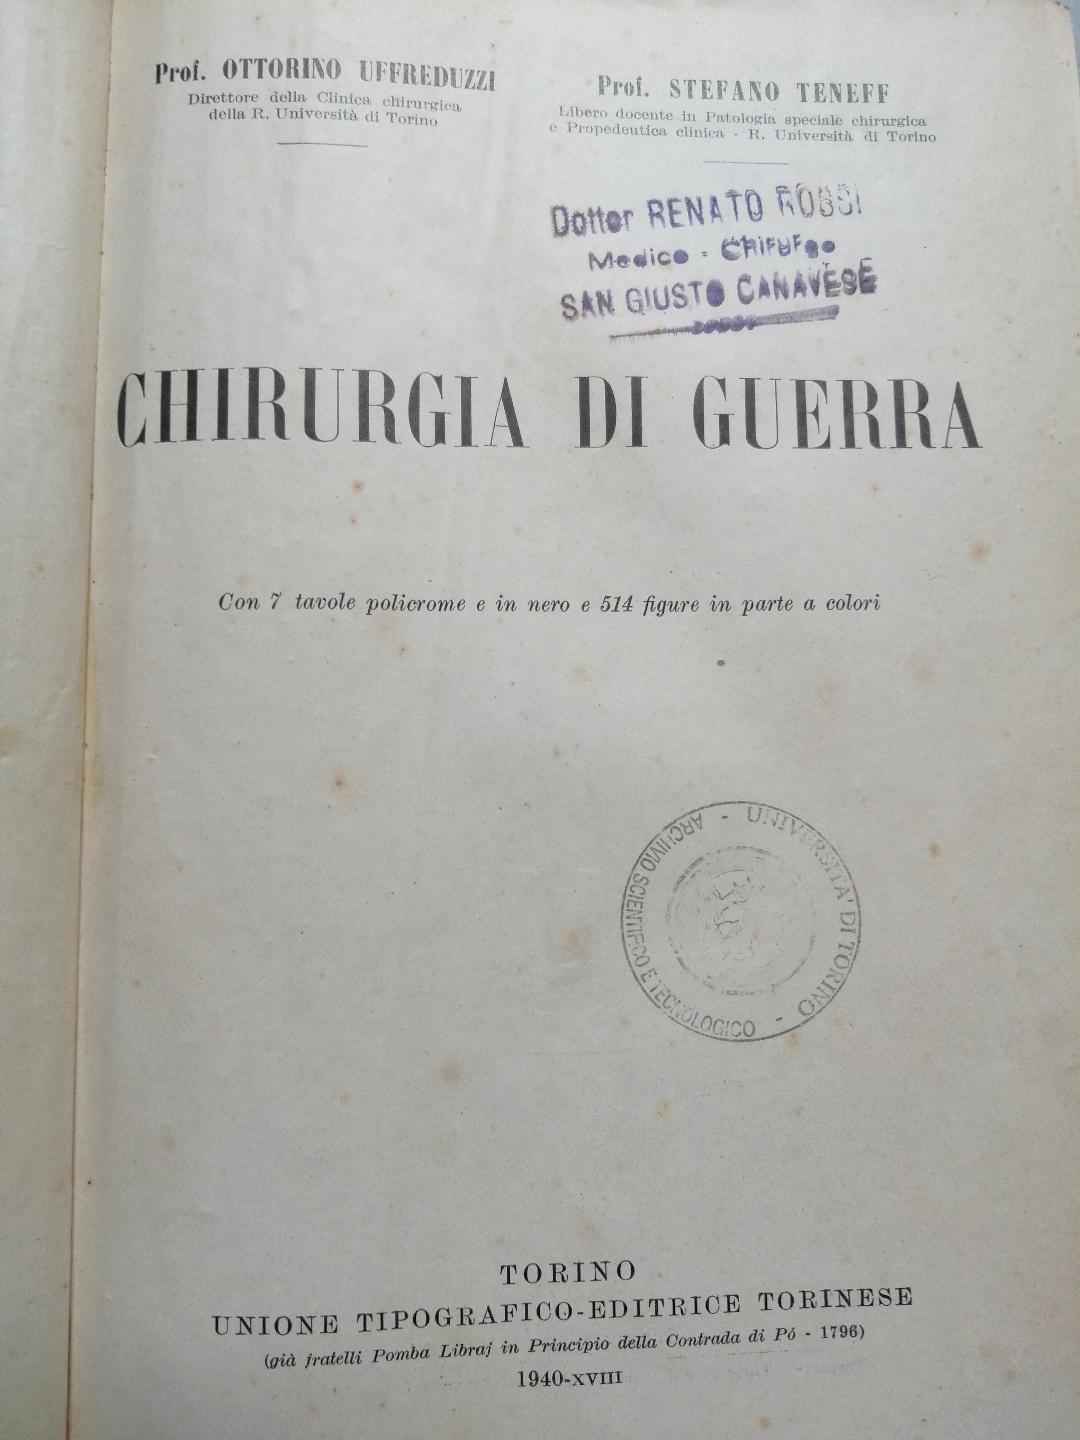 Prof. OTTORINO UFFREDUZZI
Direttore della Clinica chirurgica
della R. Università di Torino
Prof. STEFANO TENEFF
Libero docente in Patologia speciale chirurgica
e Propedeutica clinica - R. Università di Torino
Dottor RENATO ROSSI
Medico - Chirurgo
SAN GIUSTO CANAVESE
CHIRURGIA DI GUERRA
Con 7 tavole policrome e in nero e 514 figure in parte a colori
UNIVERSITA' DI TORINO -
ARCHIVIO SCIENTIFICO E TECNOLOGICO -
TORINO
UNIONE TIPOGRAFICO-EDITRICE TORINESE
(già fratelli Pomba Libraj in Principio della Contrada di Pó - 1796)
1940-XVIII